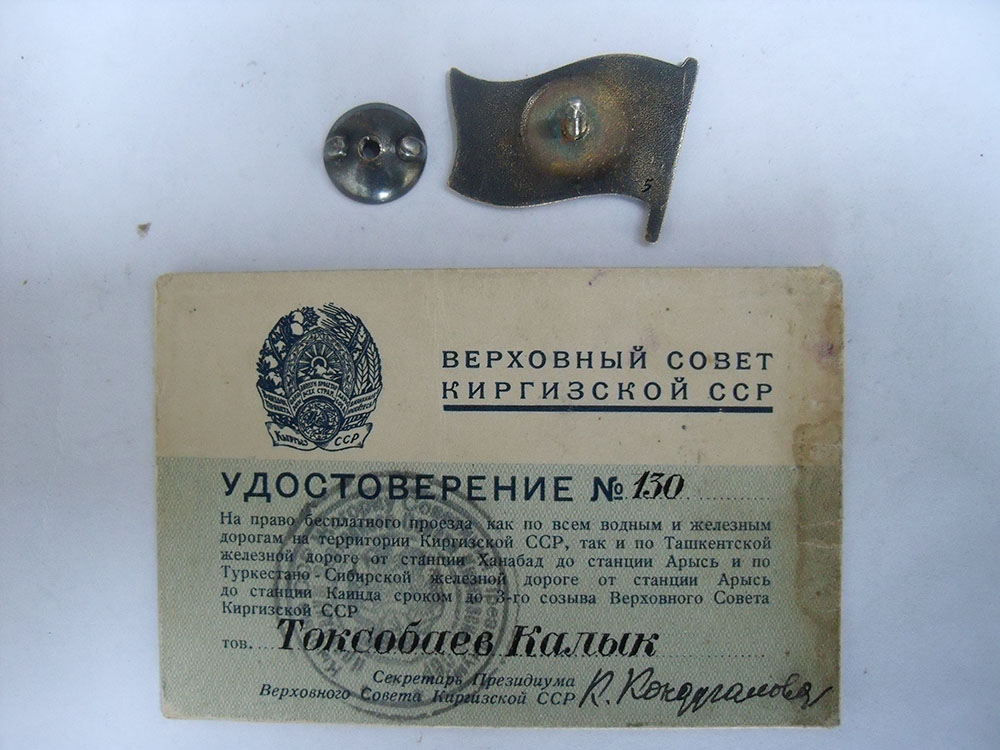 5
ВЕРХОВНЫЙ СОВЕТ
КИРГИЗСКОЙ ССР
Кыргыз ССР
УДОСТОВЕРЕНИЕ № 130
На право бесплатного проезда как по всем водным и железным
дорогам на территории Киргизской ССР, так и по Ташкентской
железной дороге от станции Ханабад до станции Арысь и по
Туркестано-Сибирской железной дороге от станции Арысь
до станции Каинда сроком до 3-го созыва Верховного Совета
Киргизской ССР
тов. Токсобаев Калык
Секретарь Президиума
Верховного Совета Киргизской ССР